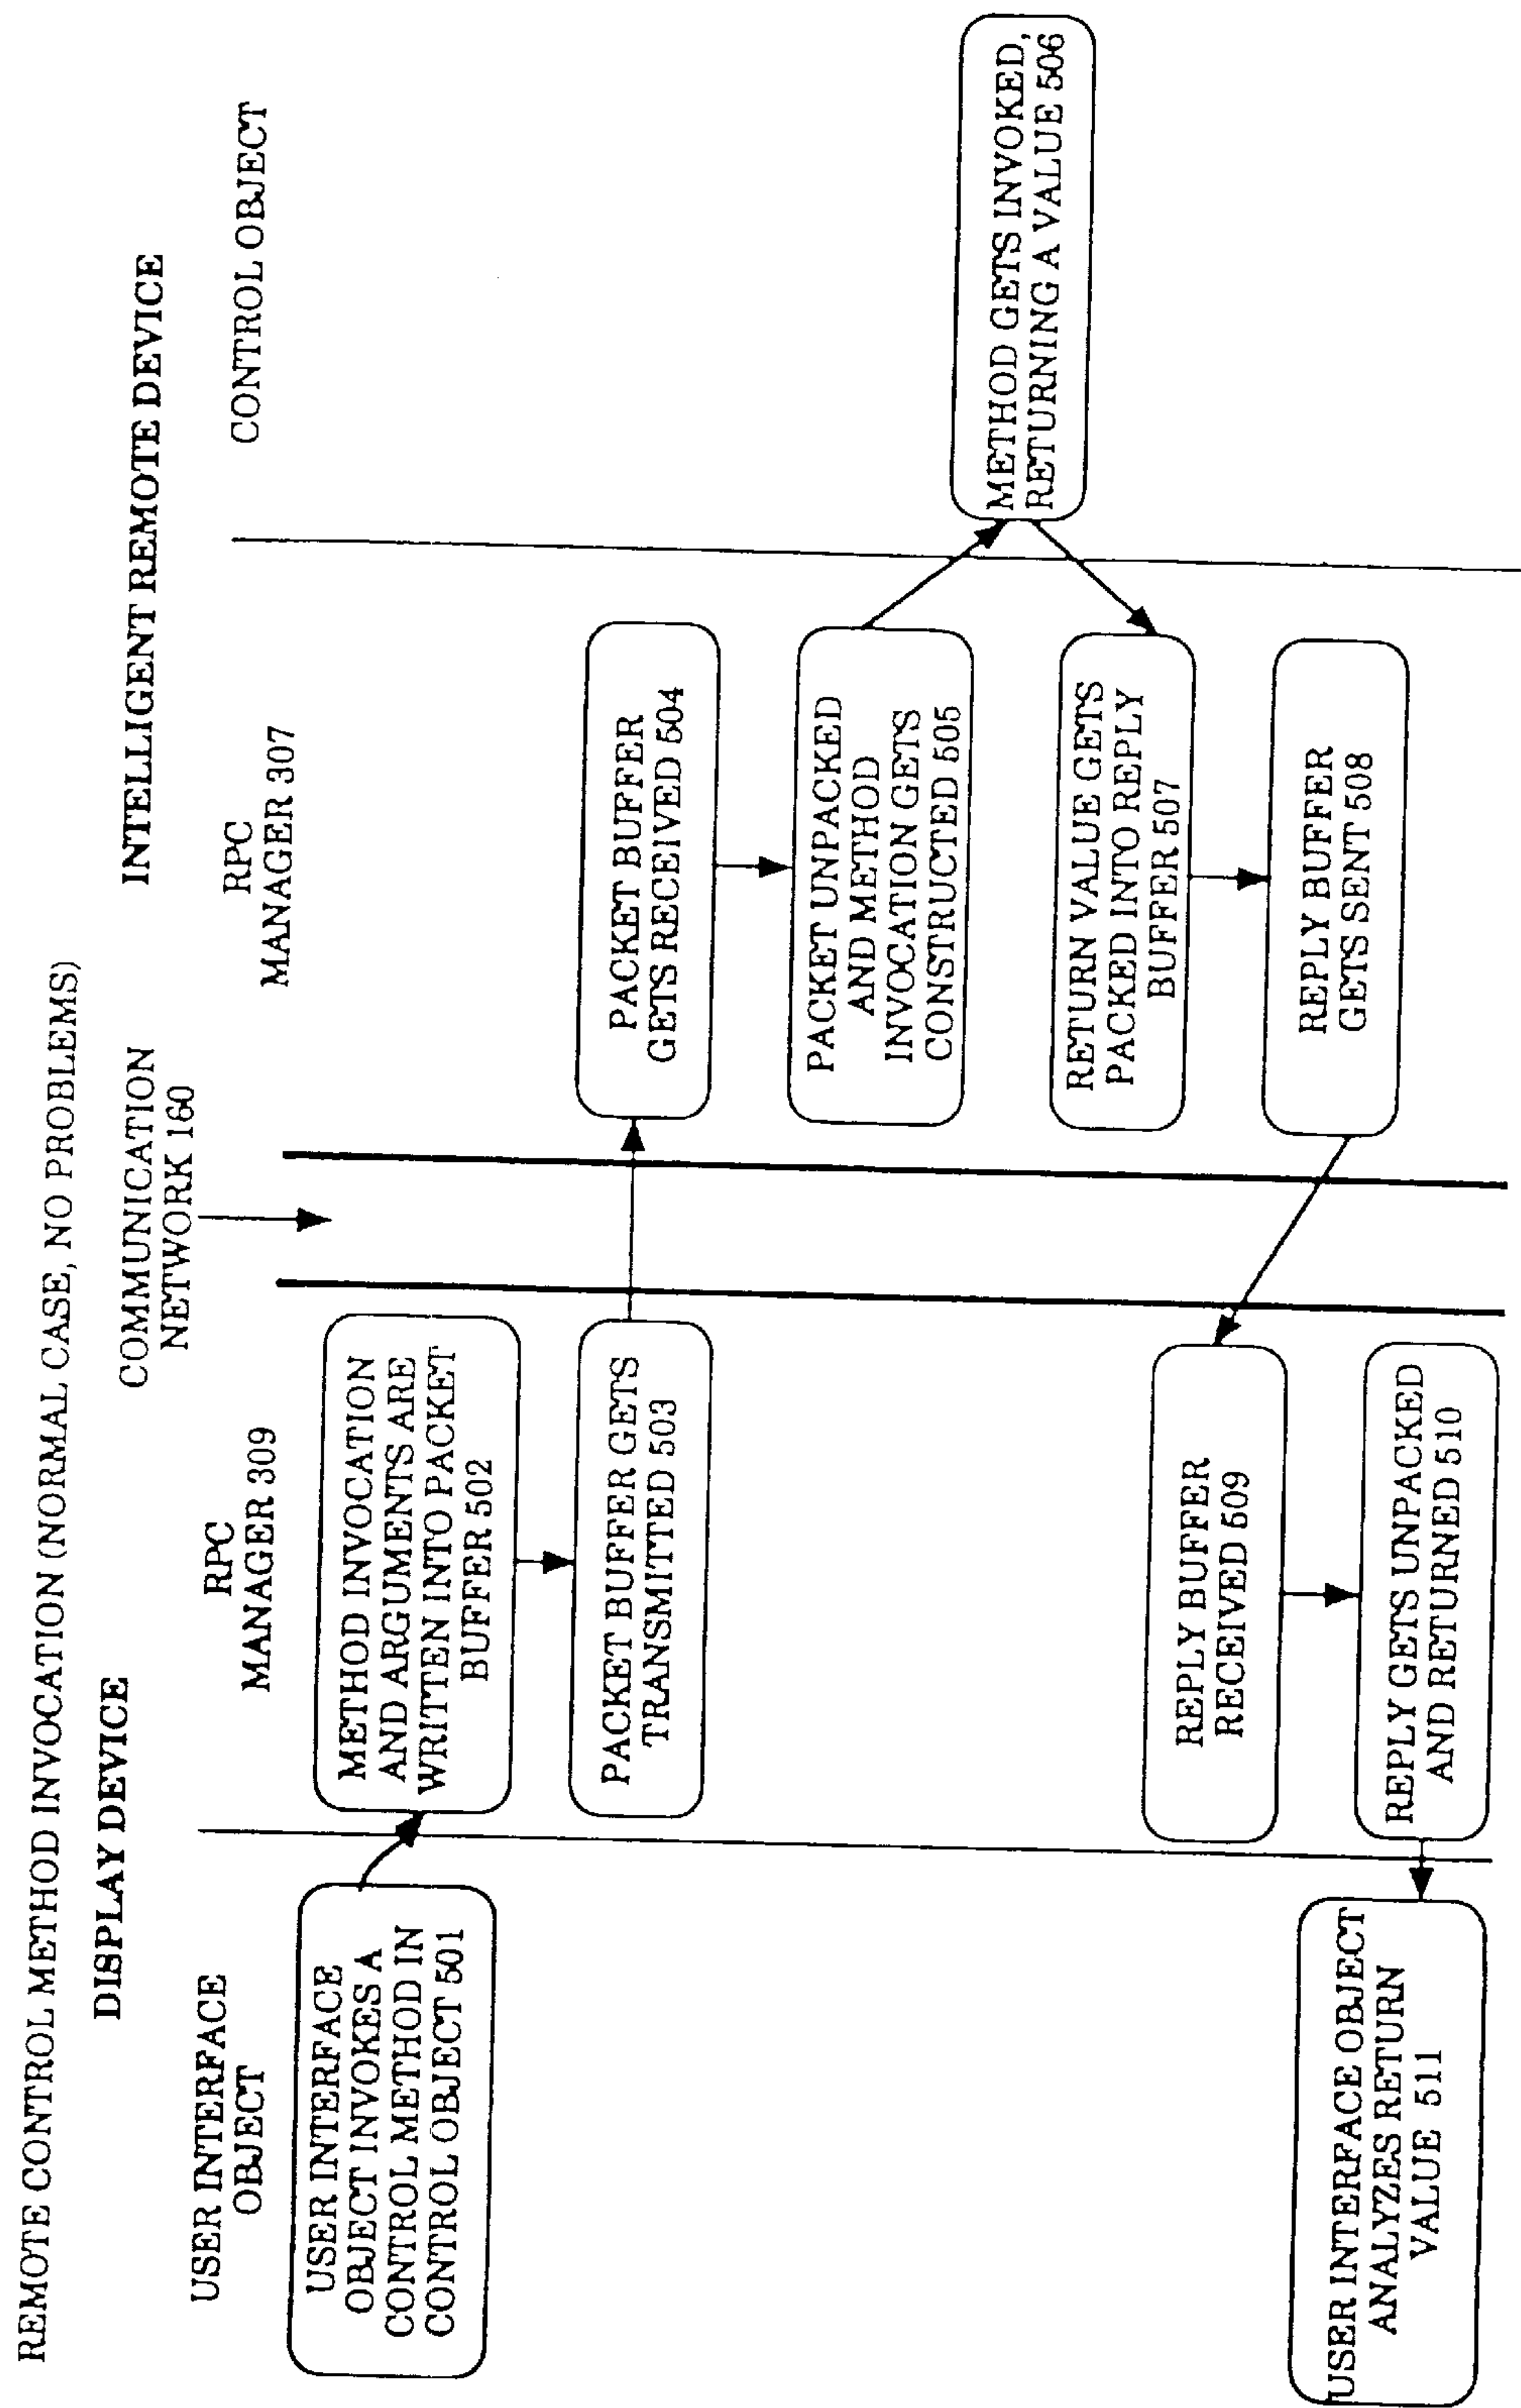 REMOTE CONTROL METHOD INVOCATION (NORMAL CASE, NO PROBLEMS)
DISPLAY DEVICE
INTELLIGENT REMOTE DEVICE
COMMUNICATION
NETWORK 160
USER INTERFACE
OBJECT
RPC
MANAGER 309
RPC
MANAGER 307
CONTROL OBJECT
USER INTERFACE
OBJECT INVOKES A
CONTROL METHOD IN
CONTROL OBJECT 501
METHOD INVOCATION
AND ARGUMENTS ARE
WRITTEN INTO PACKET
BUFFER 502
PACKET BUFFER GETS
TRANSMITTED 503
PACKET BUFFER
GETS RECEIVED 504
PACKET UNPACKED
AND METHOD
INVOCATION GETS
CONSTRUCTED 505
METHOD GETS INVOKED,
RETURNING A VALUE 506
RETURN VALUE GETS
PACKED INTO REPLY
BUFFER 507
REPLY BUFFER
GETS SENT 508
REPLY BUFFER
RECEIVED 509
REPLY GETS UNPACKED
AND RETURNED 510
USER INTERFACE OBJECT
ANALYZES RETURN
VALUE 511